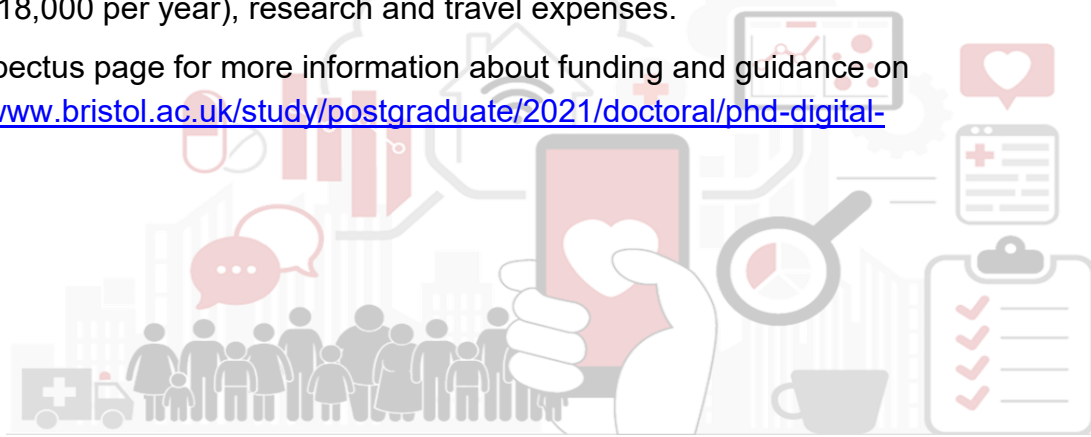 18,000 per year), research and travel expenses.
pectus page for more information about funding and guidance on
www.bristol.ac.uk/study/postgraduate/2021/doctoral/phd-digital-